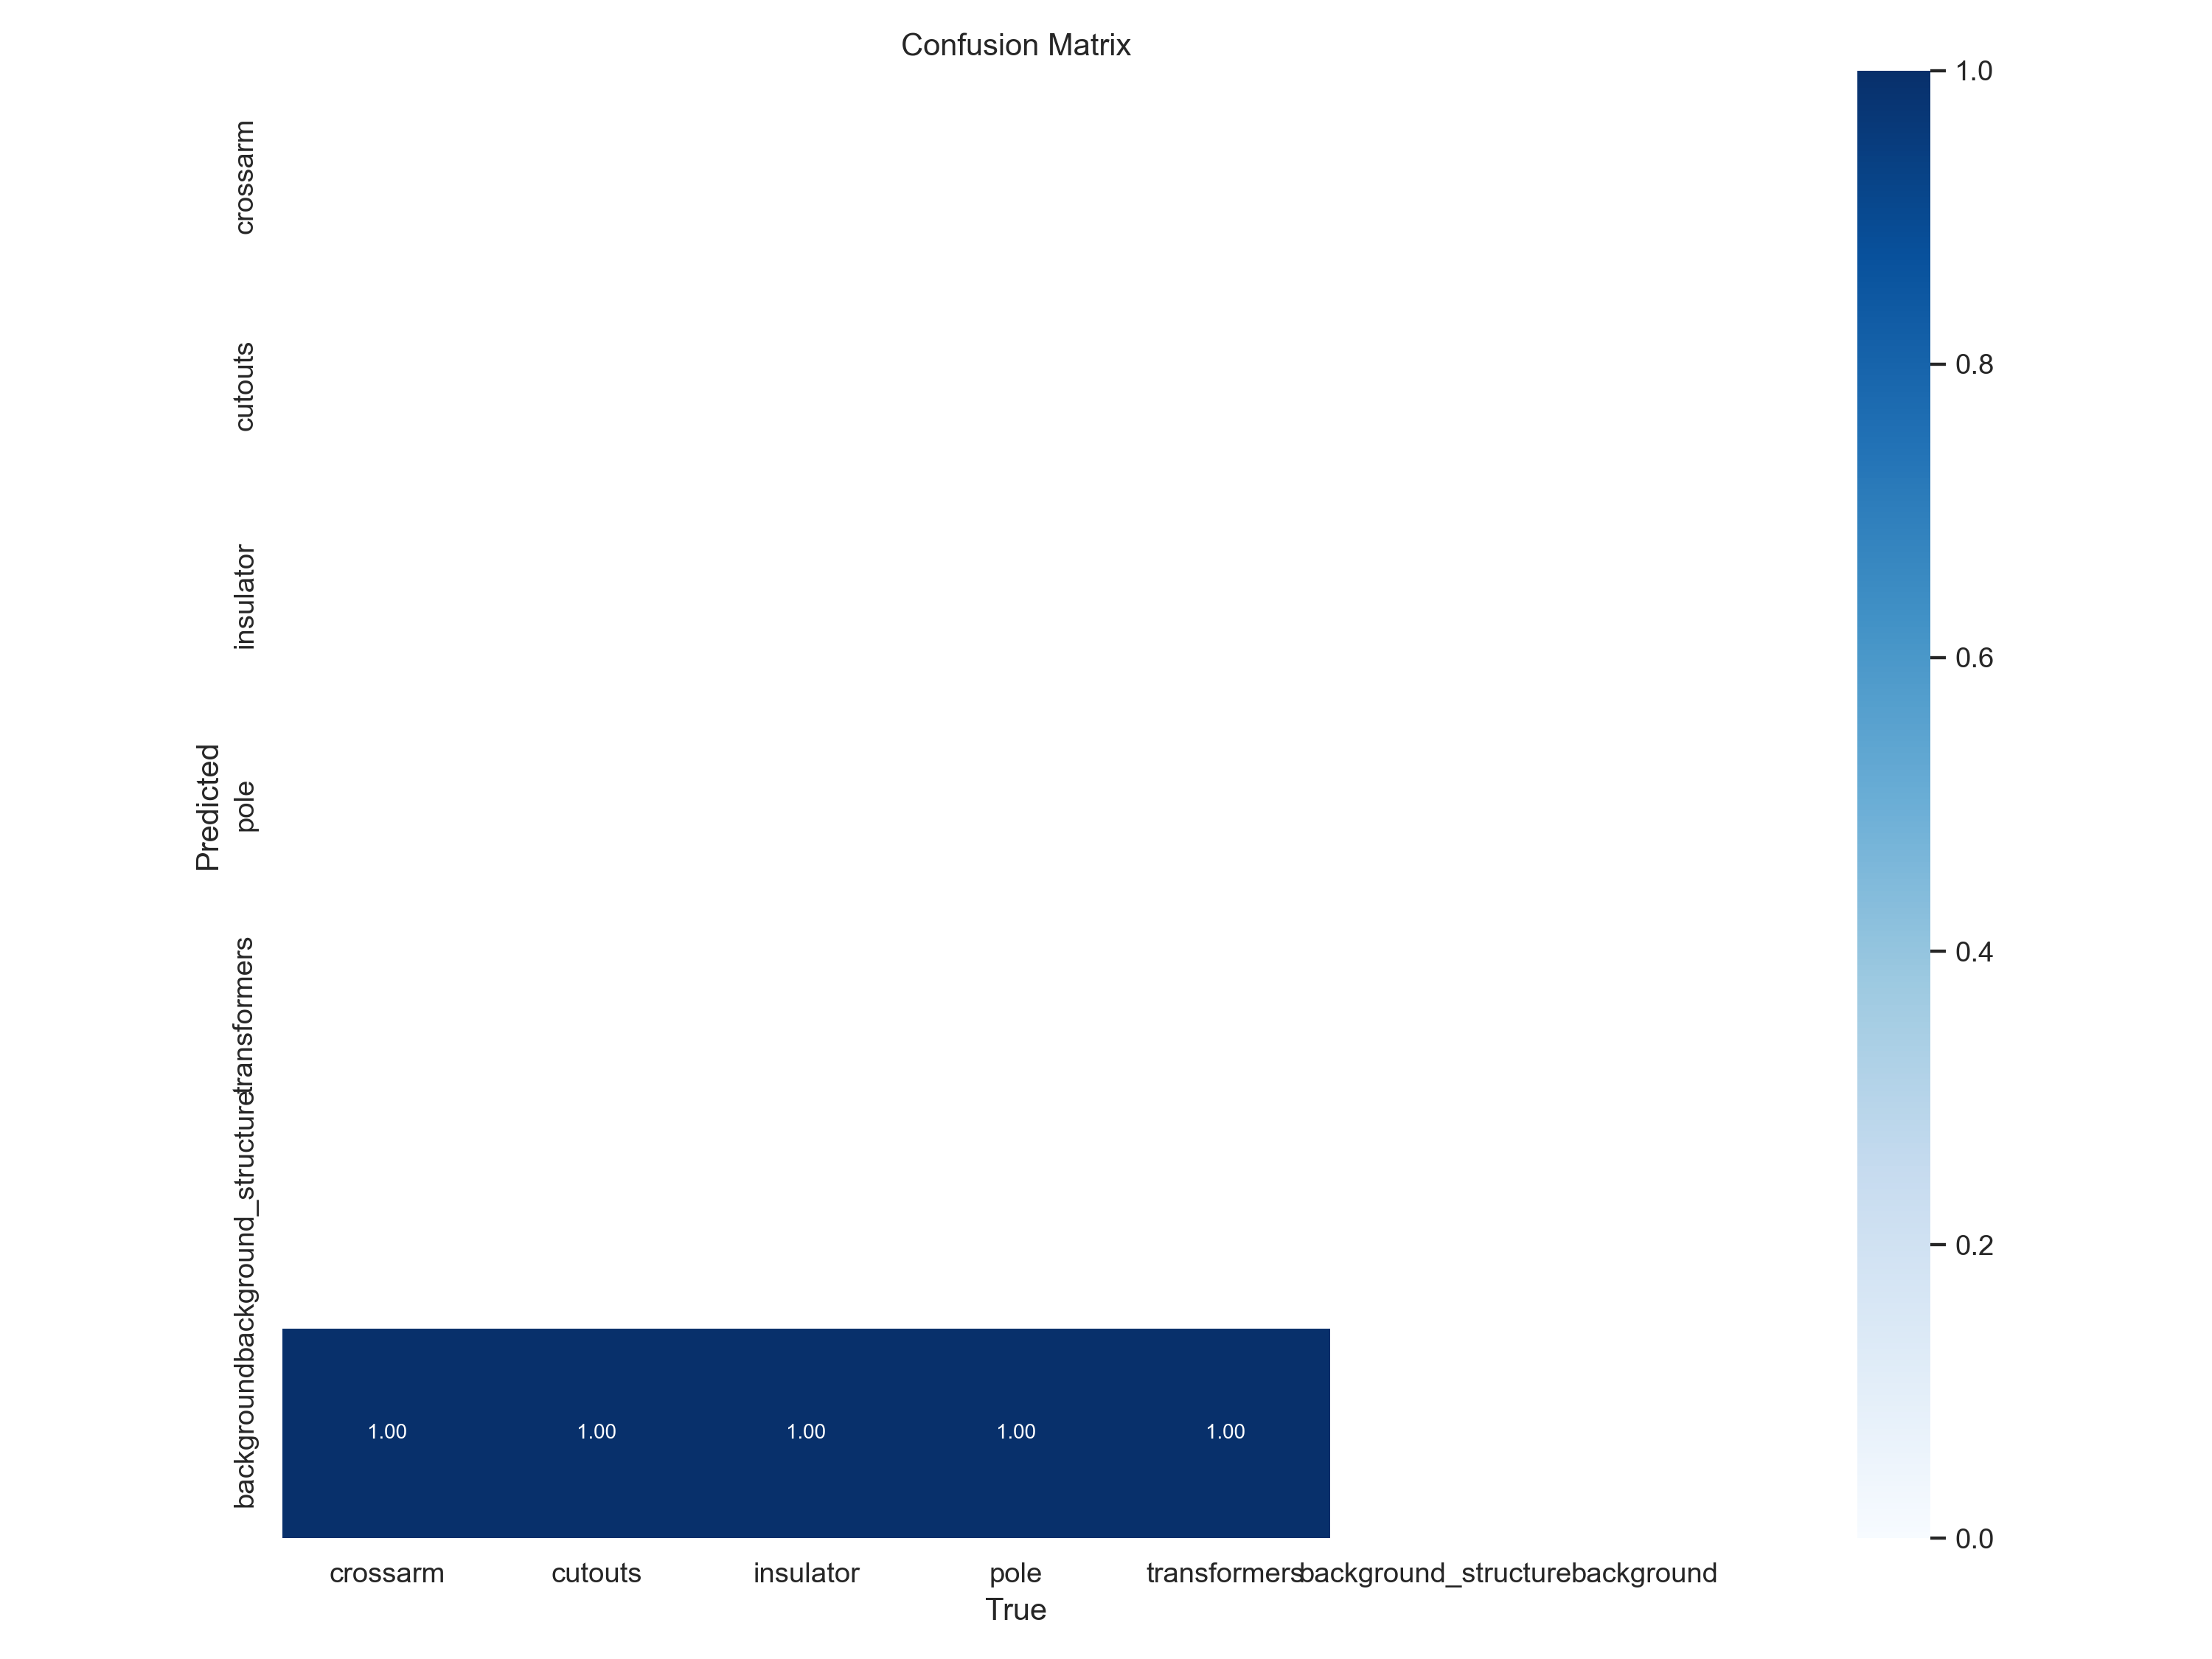 Confusion Matrix
crossarm
cutouts
insulator
pole
transformers
background_structure
background
Predicted
1.00 1.00 1.00 1.00 1.00
crossarm cutouts insulator pole transformers background_structure background
True
1.0
0.8
0.6
0.4
0.2
0.0